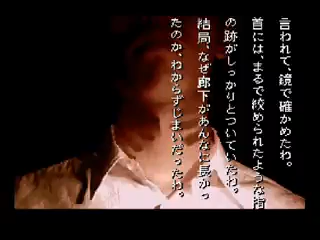 言われて、鏡で確かめたわ。
首には、まるで絞められたような指
の跡がしっかりとついていたわ。
結局、なぜ廊下があんなに長かっ
たのか、わからずじまいだったわ。